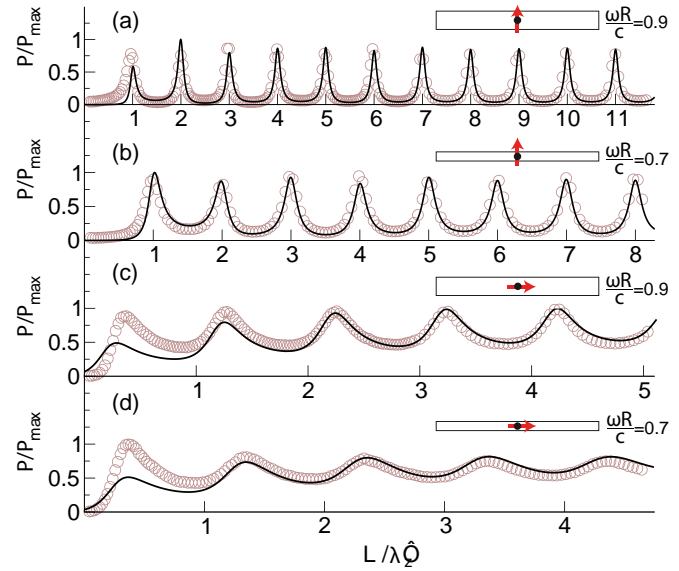 (a)
ωR/c=0.9
P/P_max
1
0.5
0
1 2 3 4 5 6 7 8 9 10 11
(b)
ωR/c=0.7
P/P_max
1
0.5
0
1 2 3 4 5 6 7 8
(c)
ωR/c=0.9
P/P_max
1
0.5
0
1 2 3 4 5
(d)
ωR/c=0.7
P/P_max
1
0.5
0
1 2 3 4